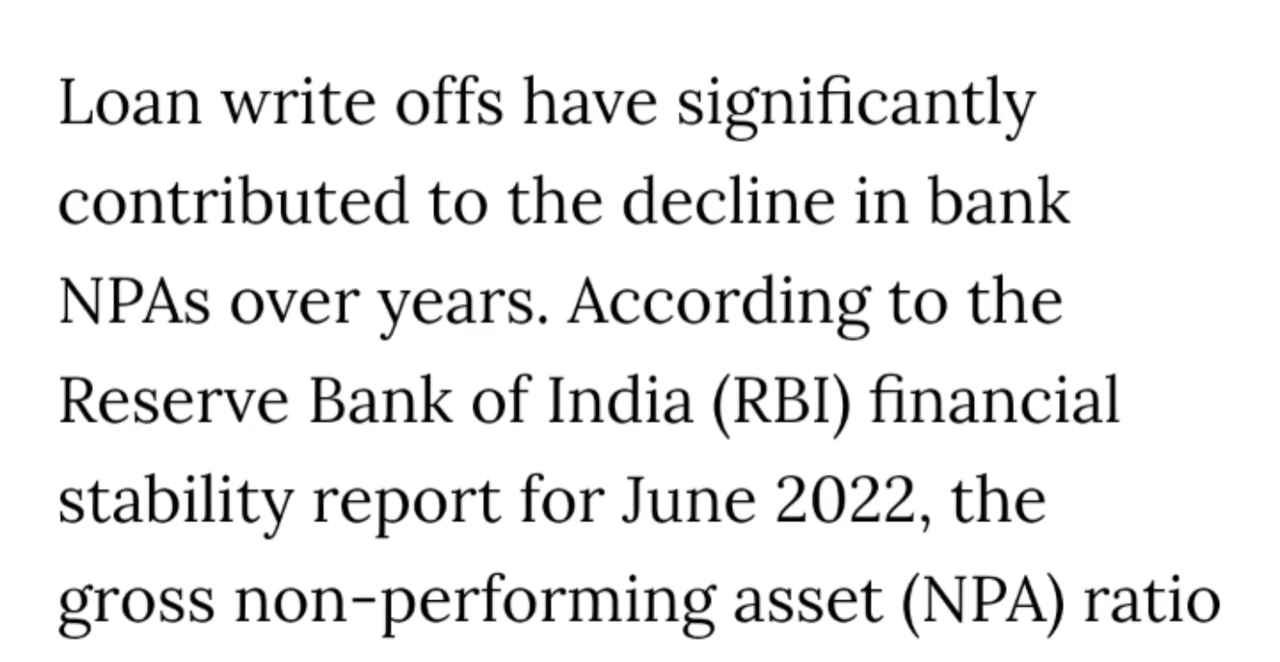 Loan write offs have significantly
contributed to the decline in bank
NPAs over years. According to the
Reserve Bank of India (RBI) financial
stability report for June 2022, the
gross non-performing asset (NPA) ratio